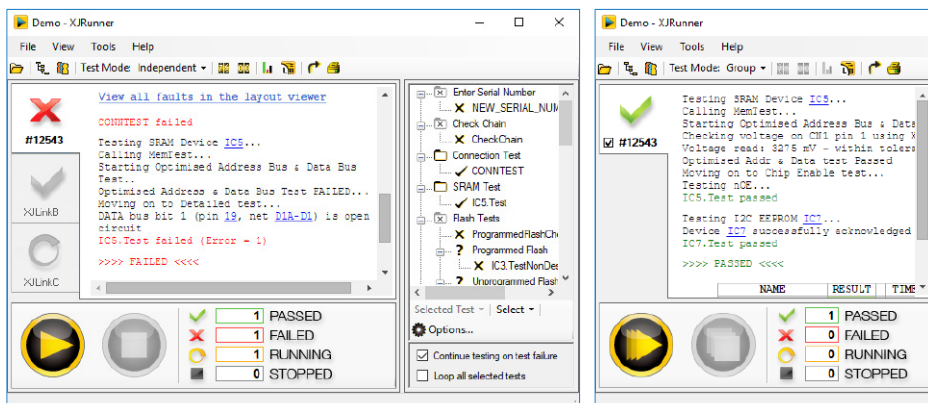 Demo - XJRunner
File View Tools Help
Test Mode: Independent
View all faults in the layout viewer
CONNTEST failed
Testing SRAM Device IC5...
Calling MemTest...
Starting Optimised Address Bus & Data Bus
Test..
Optimised Address & Data Bus Test FAILED...
Moving on to Detailed test...
DATA bus bit 1 (pin 19, net D1A-D1) is open
circuit
IC5.Test failed (Error = 1)
>>>> FAILED <<<<
#12543
XJLinkB
XJLinkC
Enter Serial Number
NEW_SERIAL_NUM
Check Chain
CheckChain
Connection Test
CONNTEST
SRAM Test
IC5.Test
Flash Tests
ProgrammedFlashChe
Programmed Flash
IC3.TestNonDes
Unprogrammed Flash
Selected Test Select
Options...
Continue testing on test failure
Loop all selected tests
1 PASSED
1 FAILED
1 RUNNING
0 STOPPED
Demo - XJRunner
File View Tools Help
Test Mode: Group
#12543
Testing SRAM Device IC5...
Calling MemTest...
Starting Optimised Address Bus & Data
Checking voltage on CN1 pin 1 using X
Voltage read: 3275 mV - within tolers
Optimised Addr & Data test Passed
Moving on to Chip Enable test...
Testing nOE...
IC5.Test passed
Testing I2C EEPROM IC7...
Device IC7 successfully acknowledged
IC7.Test passed
>>>> PASSED <<<<
NAME RESULT TIME
1 PASSED
0 FAILED
0 RUNNING
0 STOPPED